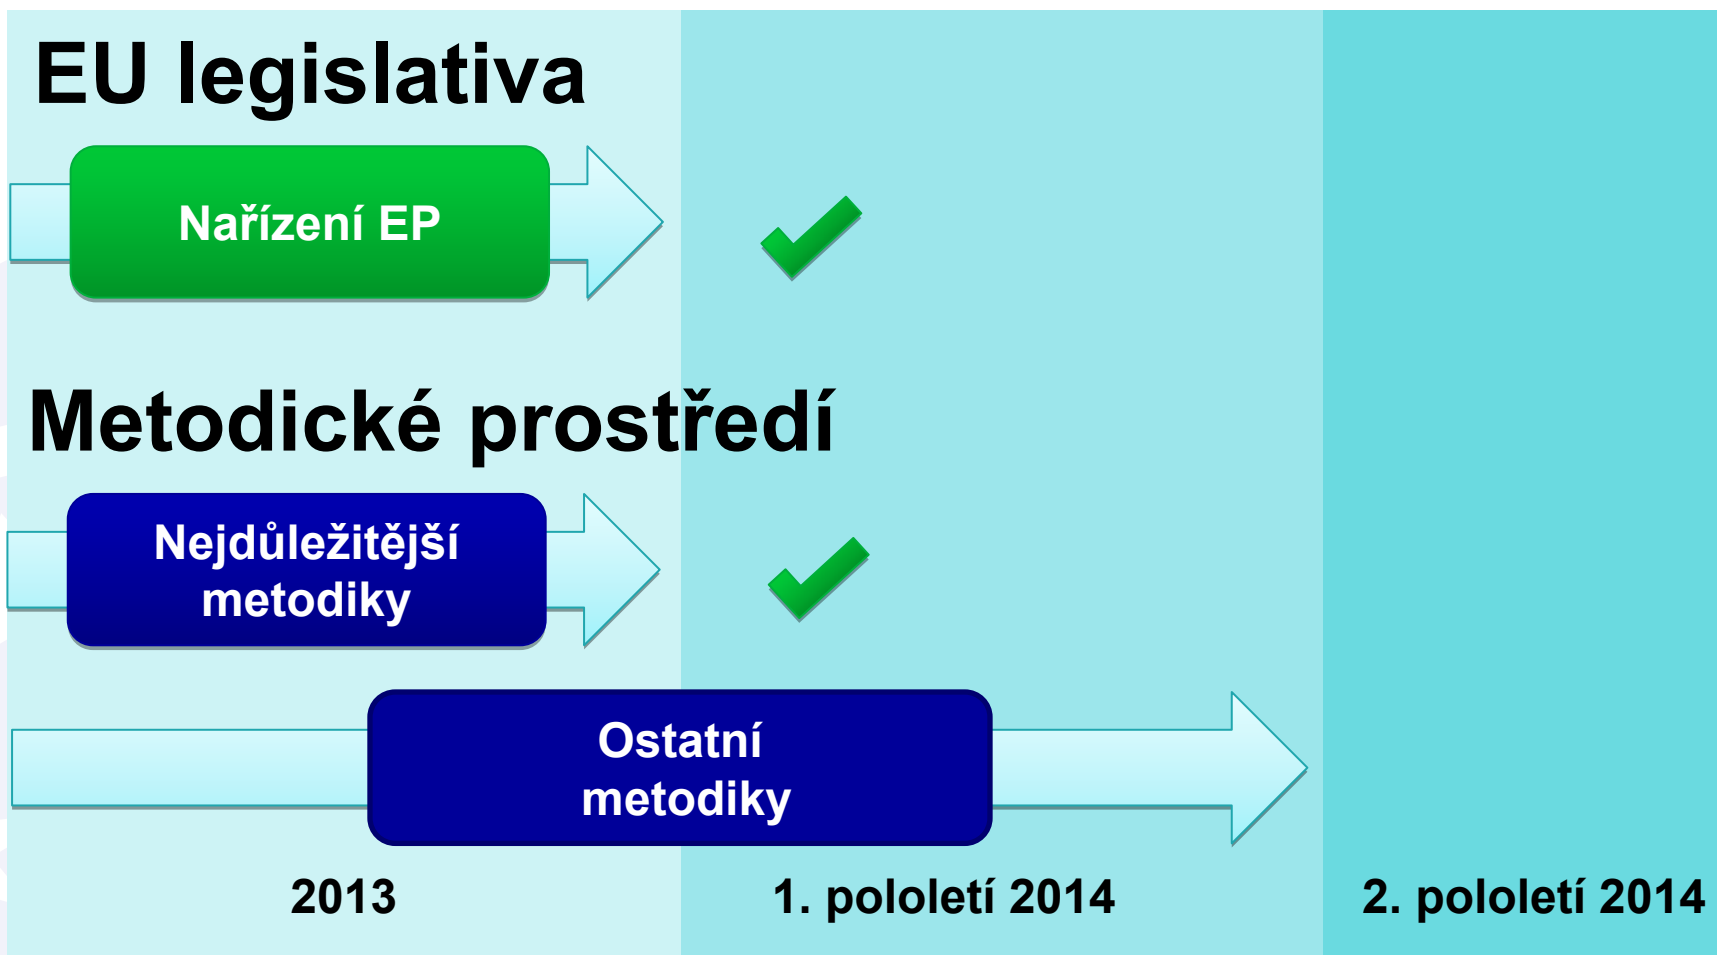 EU legislativa
Nařízení EP
Metodické prostředí
Nejdůležitější
metodiky
Ostatní
metodiky
2013
1. pololetí 2014
2. pololetí 2014